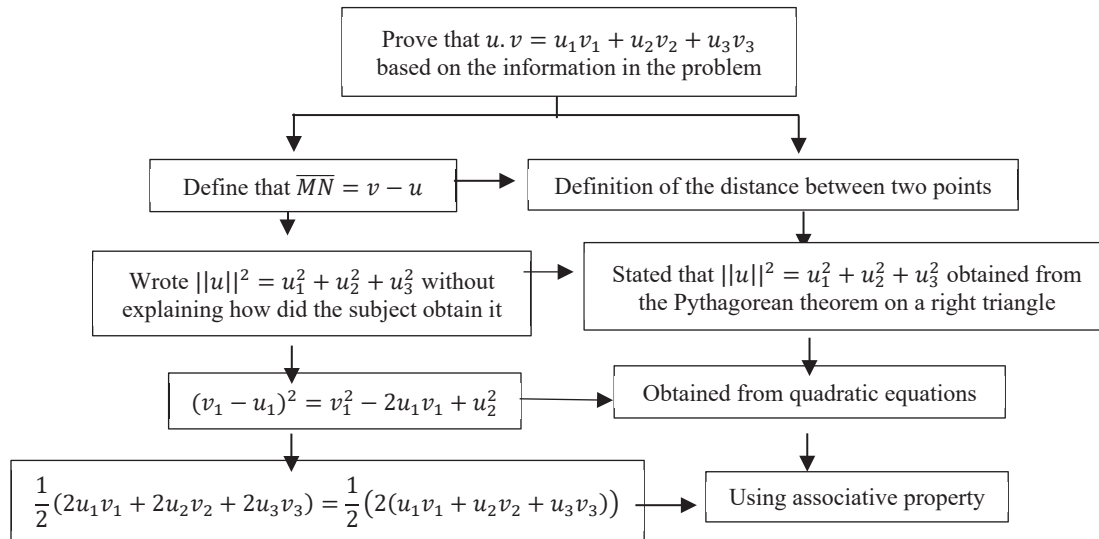 Prove that 𝑢. 𝑣 = 𝑢₁𝑣₁ + 𝑢₂𝑣₂ + 𝑢₃𝑣₃
based on the information in the problem
Define that M̅N̅ = 𝑣 − 𝑢
Definition of the distance between two points
Wrote ||𝑢||² = 𝑢₁² + 𝑢₂² + 𝑢₃² without
explaining how did the subject obtain it
Stated that ||𝑢||² = 𝑢₁² + 𝑢₂² + 𝑢₃² obtained from
the Pythagorean theorem on a right triangle
(𝑣₁ − 𝑢₁)² = 𝑣₁² − 2𝑢₁𝑣₁ + 𝑢₂²
Obtained from quadratic equations
1/2 (2𝑢₁𝑣₁ + 2𝑢₂𝑣₂ + 2𝑢₃𝑣₃) = 1/2 (2(𝑢₁𝑣₁ + 𝑢₂𝑣₂ + 𝑢₃𝑣₃))
Using associative property